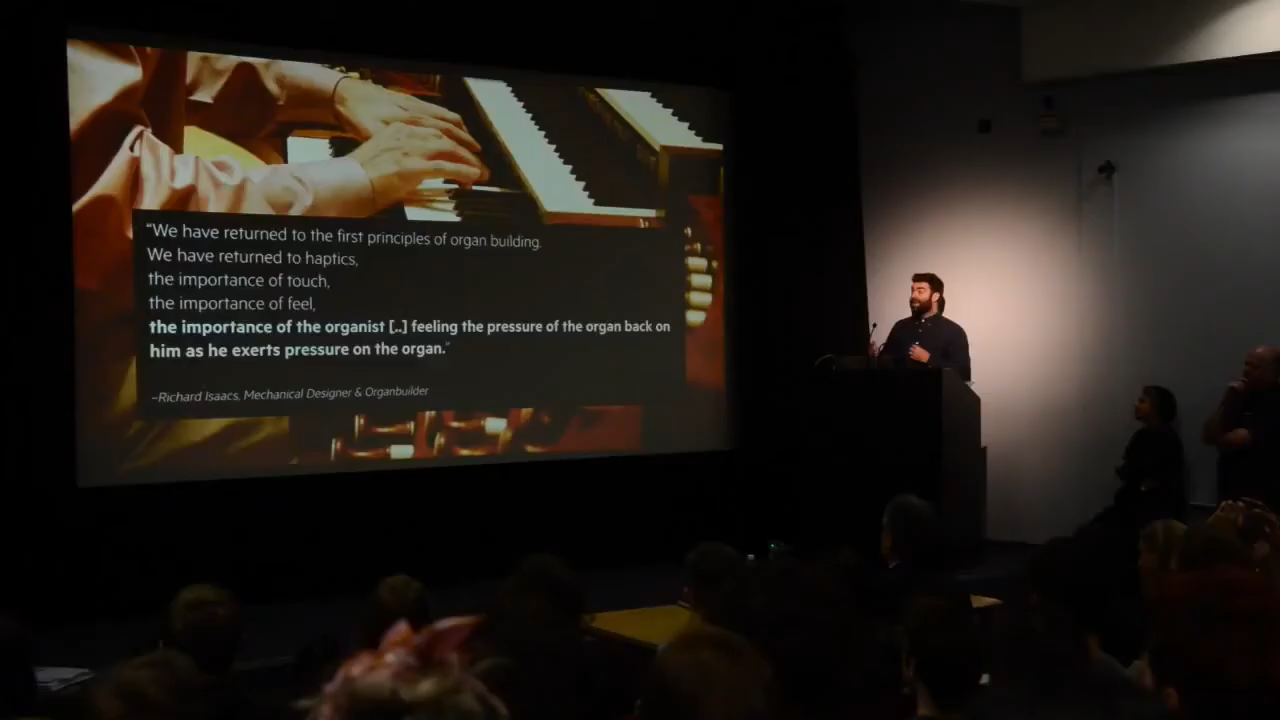 “We have returned to the first principles of organ building.
We have returned to haptics,
the importance of touch,
the importance of feel,
the importance of the organist [..] feeling the pressure of the organ back on
him as he exerts pressure on the organ.”
–Richard Isaacs, Mechanical Designer & Organbuilder